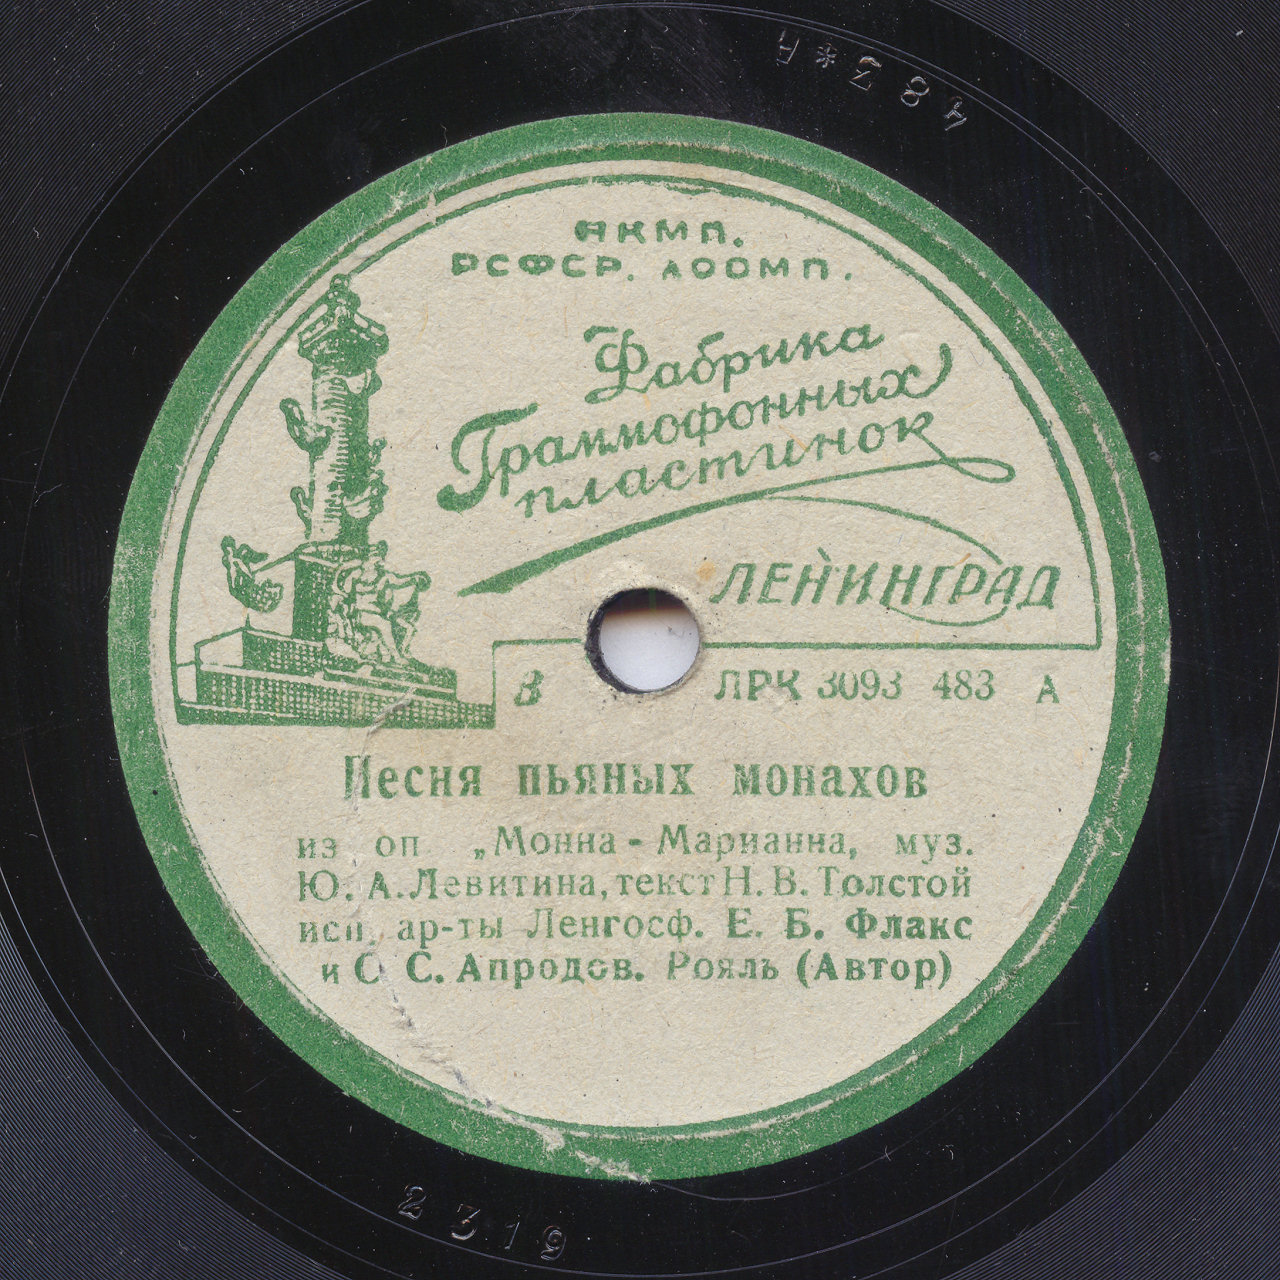 Н*284
НКМП.
РСФСР. ЛООМП.
Фабрика
Граммофонных
пластинок
ЛЕНИНГРАД
В ЛРК 3093 483 А
Песня пьяных монахов
из оп „Монна-Марианна, муз.
Ю. А. Левитина, текст Н. В. Толстой
исп. ар-ты Ленгосф. Е. Б. Флакс
и С С. Апродов. Рояль (Автор)
2319